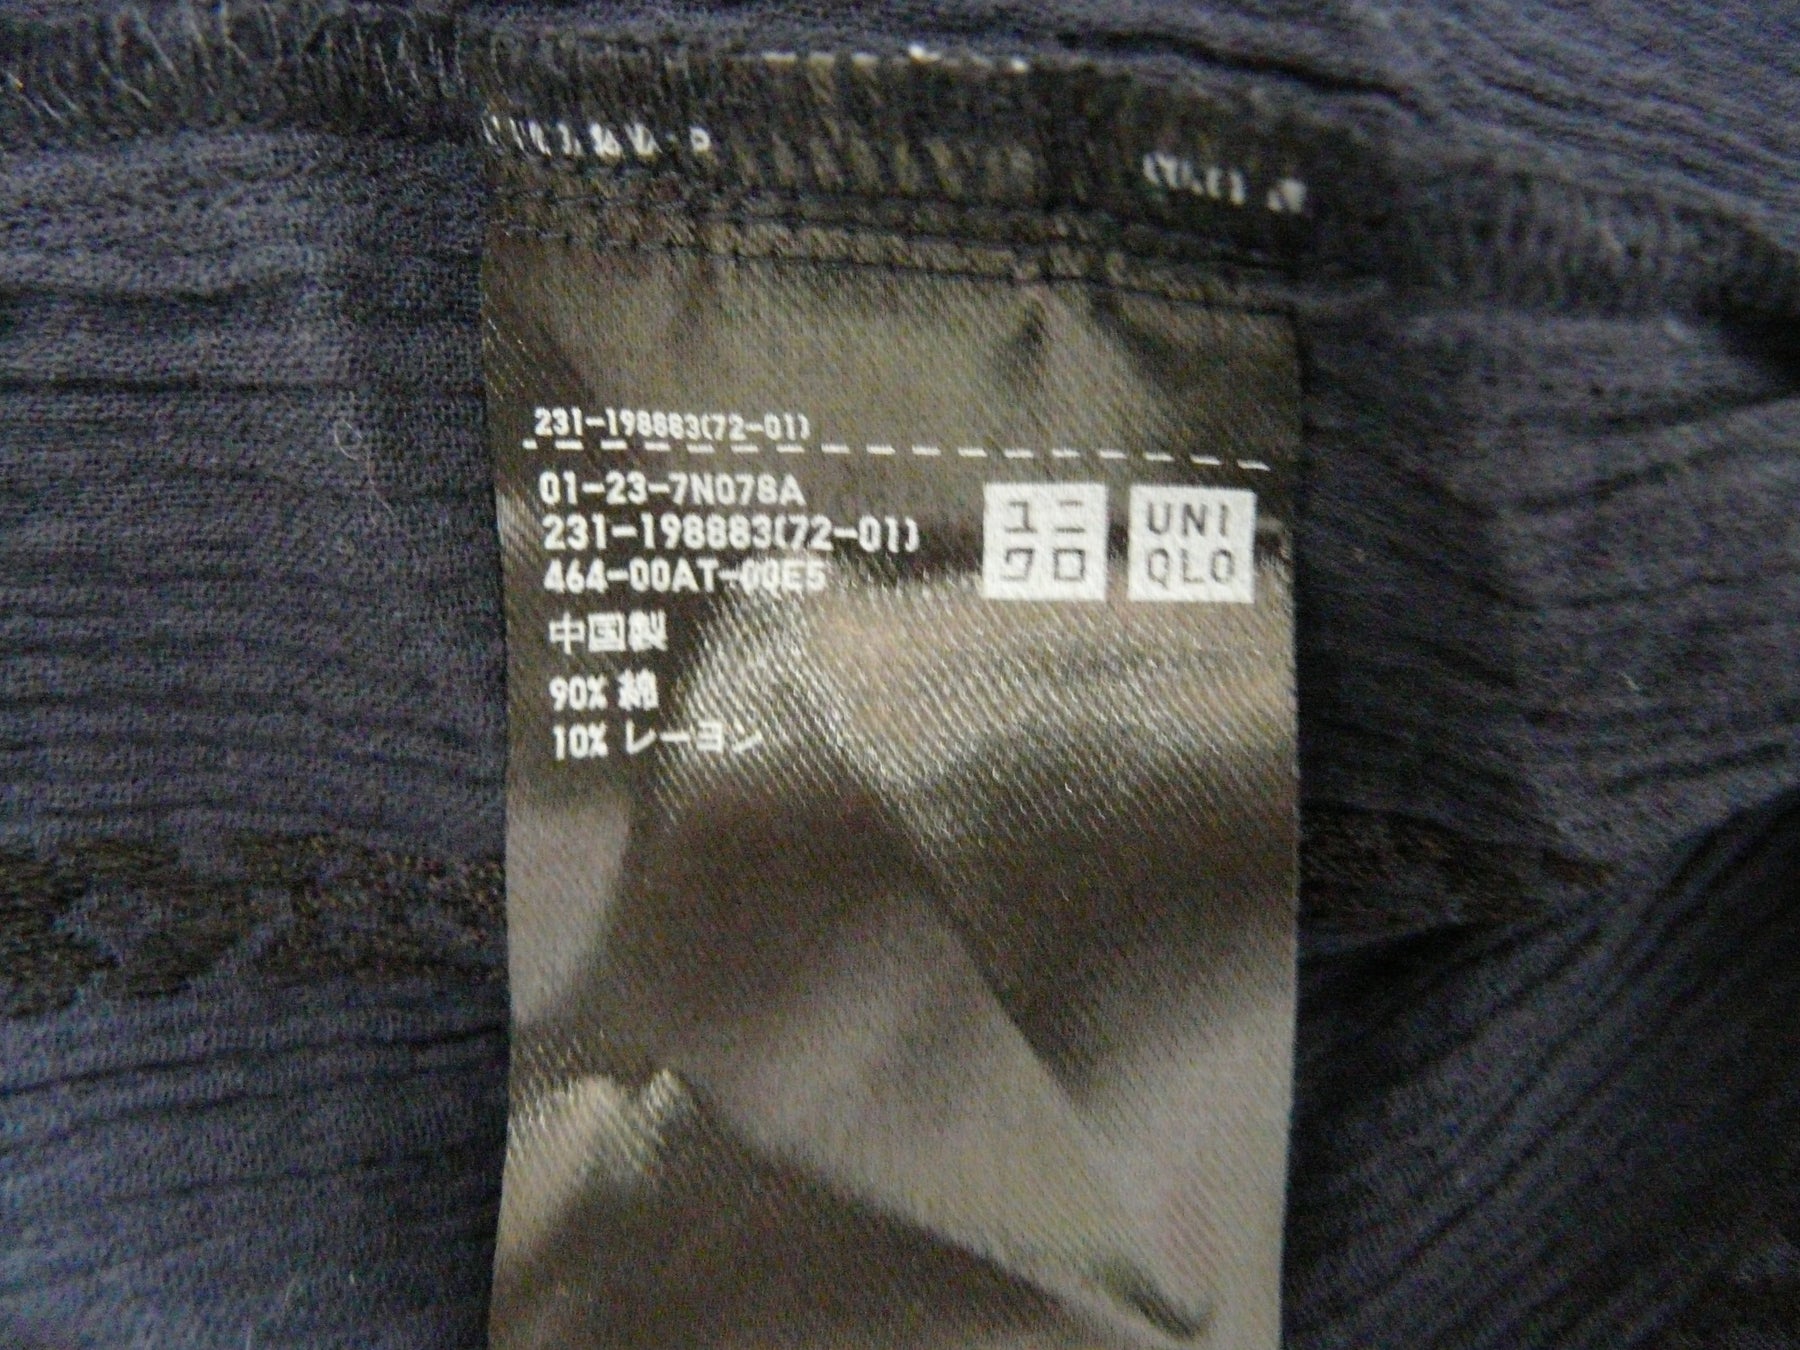 231-198883(72-01)
01-23-7N078A
231-198883(72-01)
464-00AT-00E5
ユニ
クロ
UNI
QLO
中国製
90% 綿
10% レーヨン